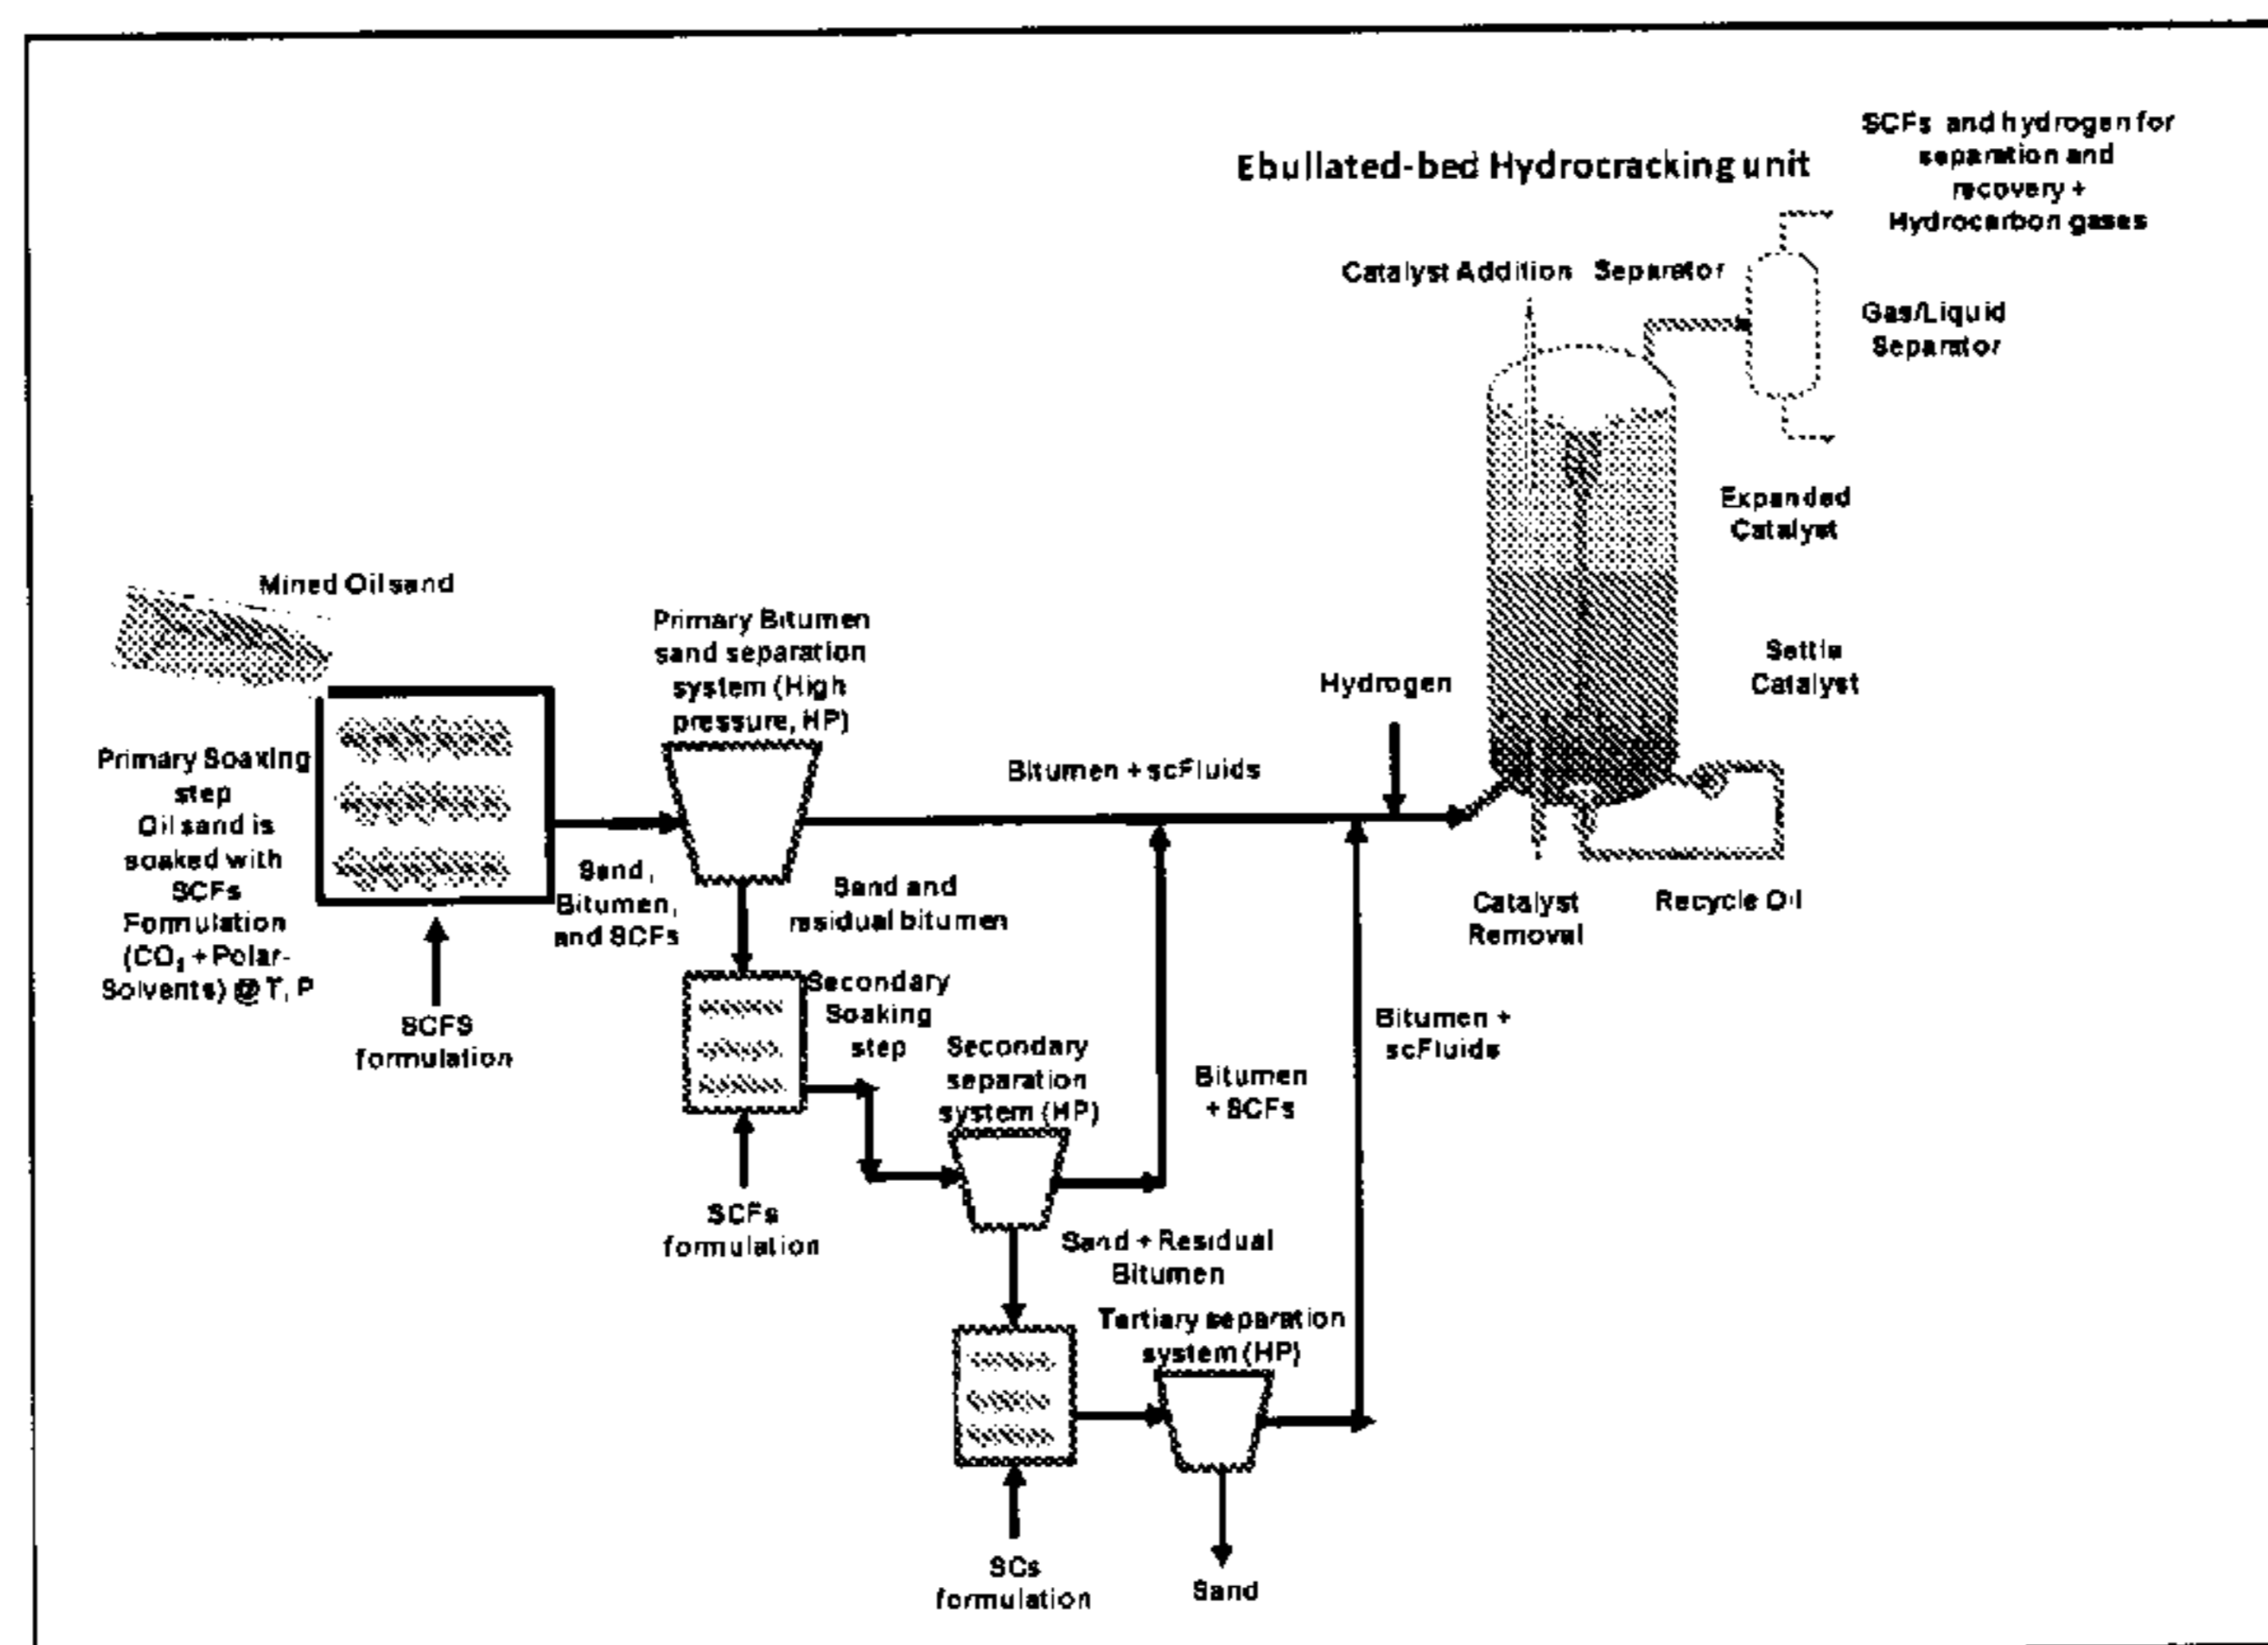 SCFs and hydrogen for
separation and
recovery +
Hydrocarbon gases
Ebullated-bed Hydrocracking unit
Catalyst Addition
Separator
Gas/Liquid
Separator
Expanded
Catalyst
Settle
Catalyst
Mined Oilsand
Primary Bitumen
sand separation
system (High
pressure, HP)
Hydrogen
Primary Soaxing
step
Oil sand is
soaked with
SCFs
Formulation
(CO₂ + Polar-
Solvents) @ T, P
Bitumen + scFluids
Sand,
Bitumen,
and SCFs
Sand and
residual bitumen
Catalyst
Removal
Recycle Oil
SCFS
formulation
Secondary
Soaking
step
Secondary
separation
system (HP)
Bitumen +
scFluids
Bitumen
+ SCFs
SCFs
formulation
Sand + Residual
Bitumen
Tertiary separation
system (HP)
SCs
formulation
Sand